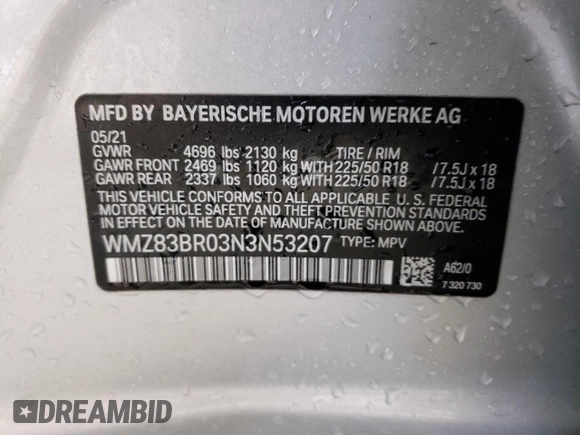 MFD BY BAYERISCHE MOTOREN WERKE AG
05/21
GVWR 4696 lbs 2130 kg TIRE / RIM
GAWR FRONT 2469 lbs 1120 kg WITH 225/50 R18 /7.5J x 18
GAWR REAR 2337 lbs 1060 kg WITH 225/50 R18 /7.5J x 18
THIS VEHICLE CONFORMS TO ALL APPLICABLE U. S. FEDERAL
MOTOR VEHICLE SAFETY AND THEFT PREVENTION STANDARDS
IN EFFECT ON THE DATE OF MANUFACTURE SHOWN ABOVE.
WMZ83BR03N3N53207 TYPE: MPV
A62/0
7 320 730
DREAMBID